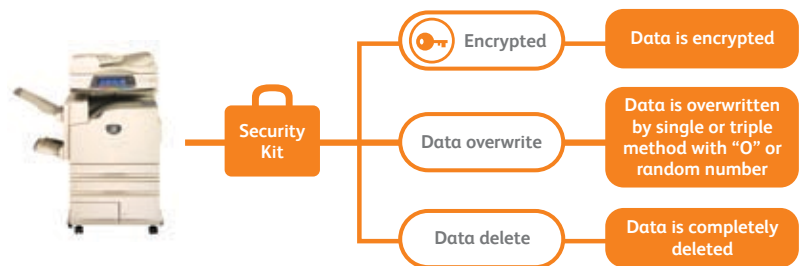 Security
Kit
Encrypted
Data is encrypted
Data overwrite
Data is overwritten
by single or triple
method with “O” or
random number
Data delete
Data is completely
deleted